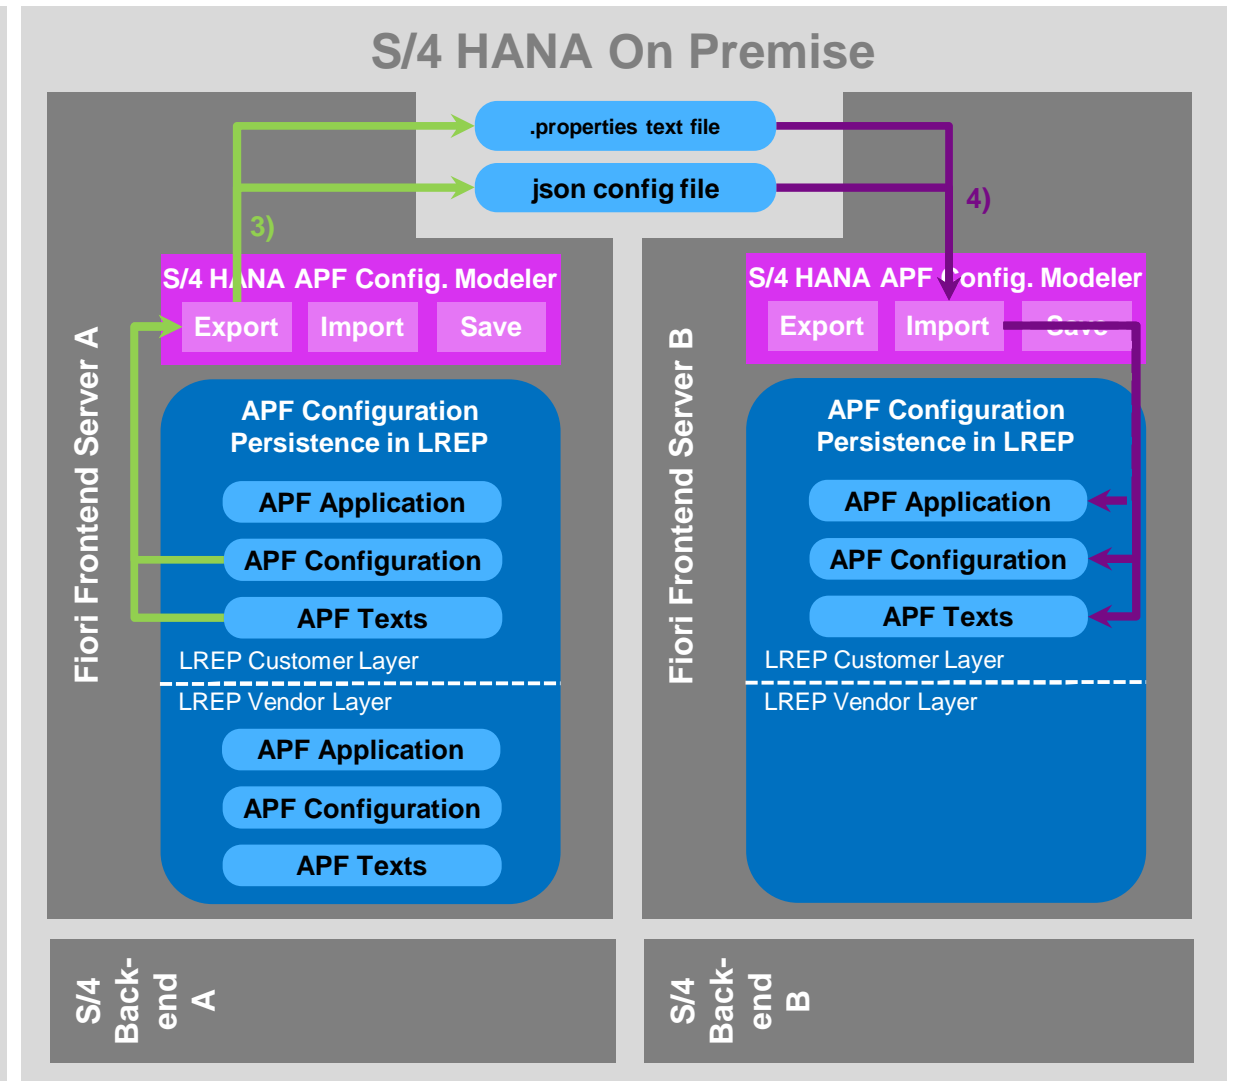 S/4 HANA On Premise
.properties text file
json config file
3)
4)
S/4 HANA APF Config. Modeler
Export
Import
Save
Fiori Frontend Server A
APF Configuration
Persistence in LREP
APF Application
APF Configuration
APF Texts
LREP Customer Layer
LREP Vendor Layer
APF Application
APF Configuration
APF Texts
S/4
Back-
end
A
S/4 HANA APF Config. Modeler
Export
Import
Save
Fiori Frontend Server B
APF Configuration
Persistence in LREP
APF Application
APF Configuration
APF Texts
LREP Customer Layer
LREP Vendor Layer
S/4
Back-
end
B